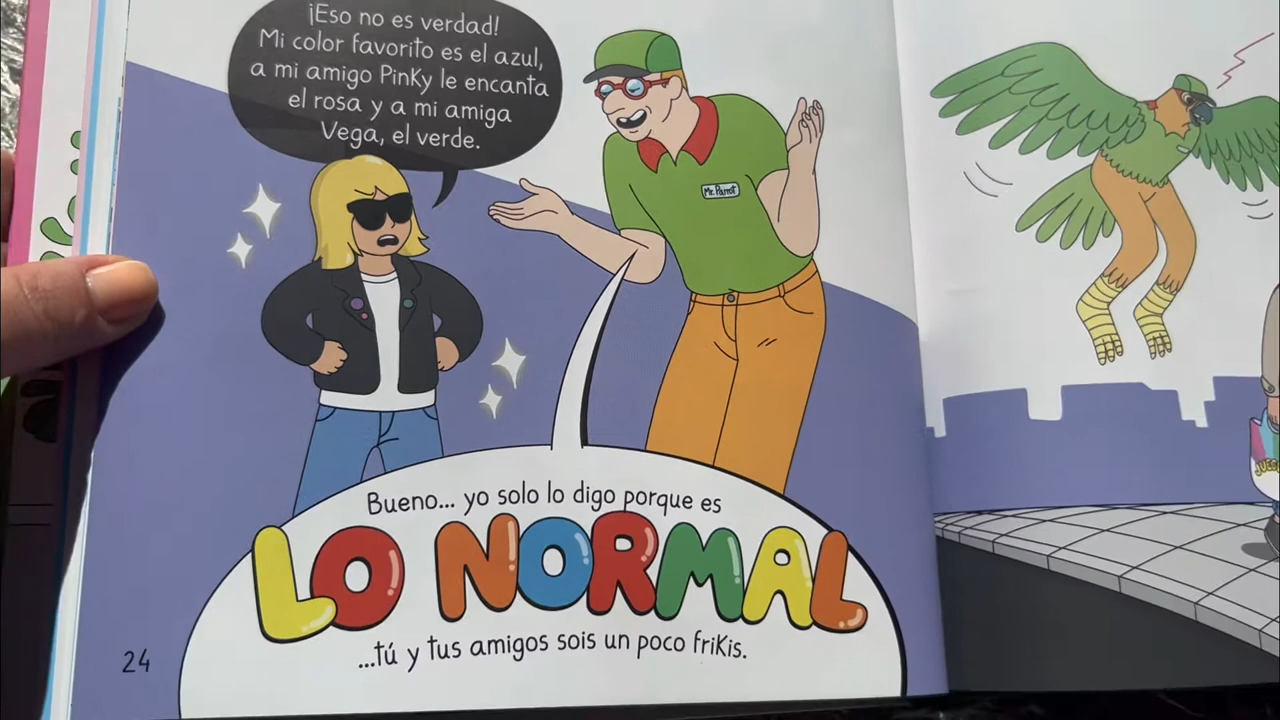 ¡Eso no es verdad!
Mi color favorito es el azul,
a mi amigo PinKy le encanta
el rosa y a mi amiga
Vega, el verde.
Mr. Parrot
Bueno... yo solo lo digo porque es
LO NORMAL
...tú y tus amigos sois un poco friKis.
24